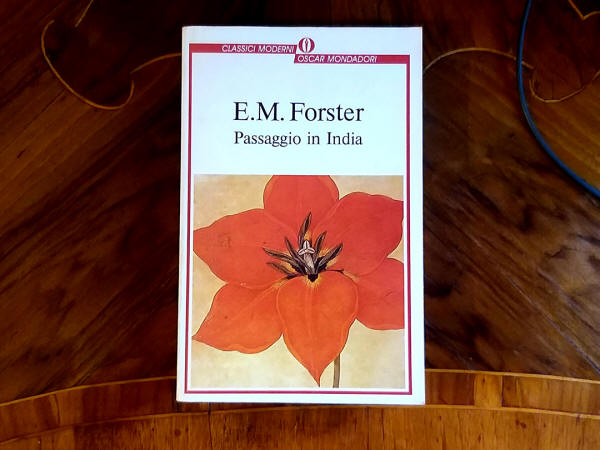 CLASSICI MODERNI
OSCAR MONDADORI
E.M. Forster
Passaggio in India